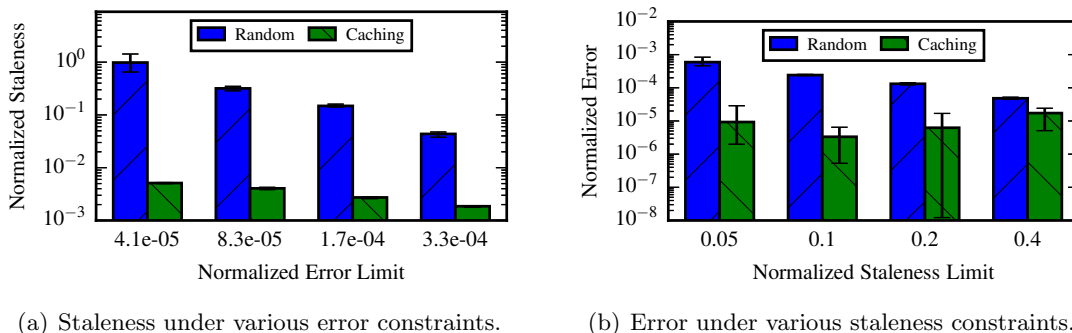 Normalized Staleness
10^0
10^-1
10^-2
10^-3
Random
Caching
4.1e-05 8.3e-05 1.7e-04 3.3e-04
Normalized Error Limit
(a) Staleness under various error constraints.
Normalized Error
10^-2
10^-3
10^-4
10^-5
10^-6
10^-7
10^-8
Random
Caching
0.05 0.1 0.2 0.4
Normalized Staleness Limit
(b) Error under various staleness constraints.